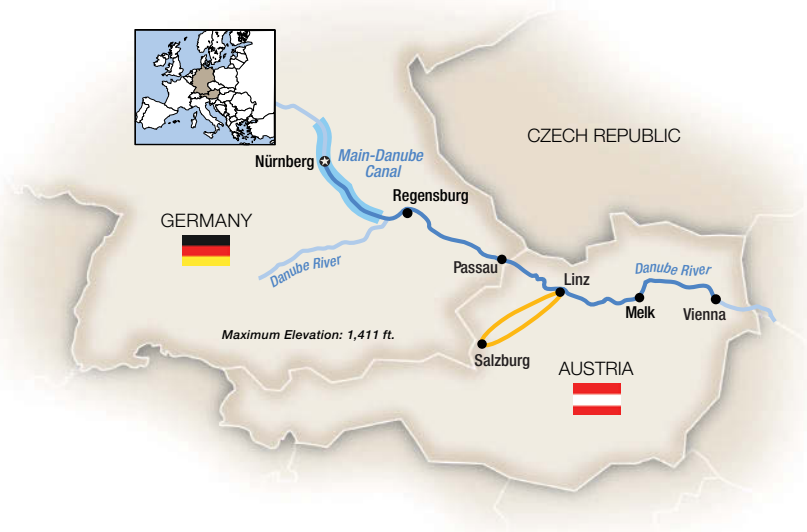 CZECH REPUBLIC
Nürnberg
Main-Danube
Canal
Regensburg
GERMANY
Danube River
Passau
Linz
Danube River
Melk
Vienna
Maximum Elevation: 1,411 ft.
Salzburg
AUSTRIA